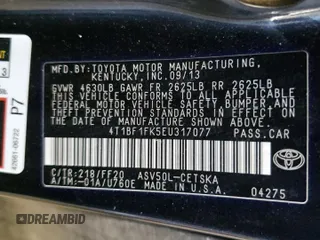 MFD.BY: TOYOTA MOTOR MANUFACTURING,
KENTUCKY, INC. 09/13
GVWR 4630LB GAWR FR 2625LB RR 2625LB
THIS VEHICLE CONFORMS TO ALL APPLICABLE
FEDERAL MOTOR VEHICLE SAFETY, BUMPER, AND
THEFT PREVENTION STANDARDS IN EFFECT ON
THE DATE OF MANUFACTURE SHOWN ABOVE.
4T1BF1FK5EU317077 PASS.CAR
C/TR:218/FF20 ASV50L-CETSKA
A/TM:-01A/U760E MADE IN U.S.A.
04275
P7
13
DREAMBID